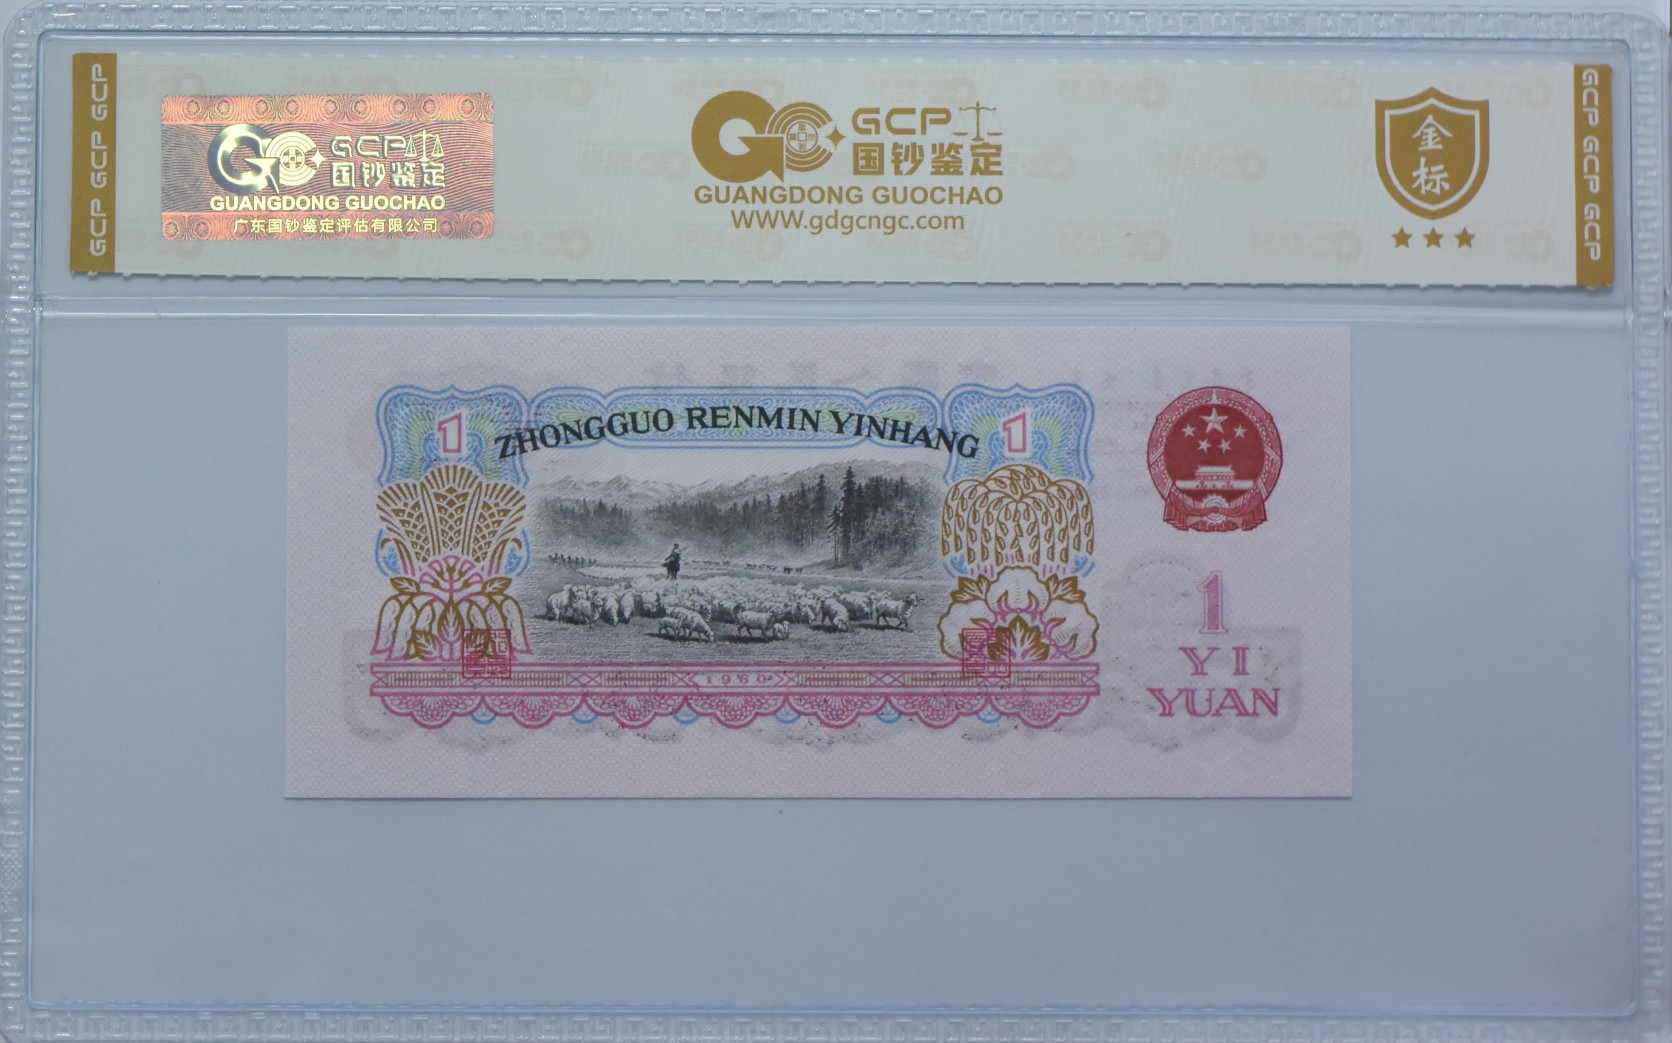 GCP GCP GCP
GCP
国钞鉴定
GUANGDONG GUOCHAO
广东国钞鉴定评估有限公司
GCP
国钞鉴定
GUANGDONG GUOCHAO
WWW.gdgcngc.com
金
标
GCP GCP GCP
1
ZHONGGUO RENMIN YINHANG
1
1
YI
YUAN
1960